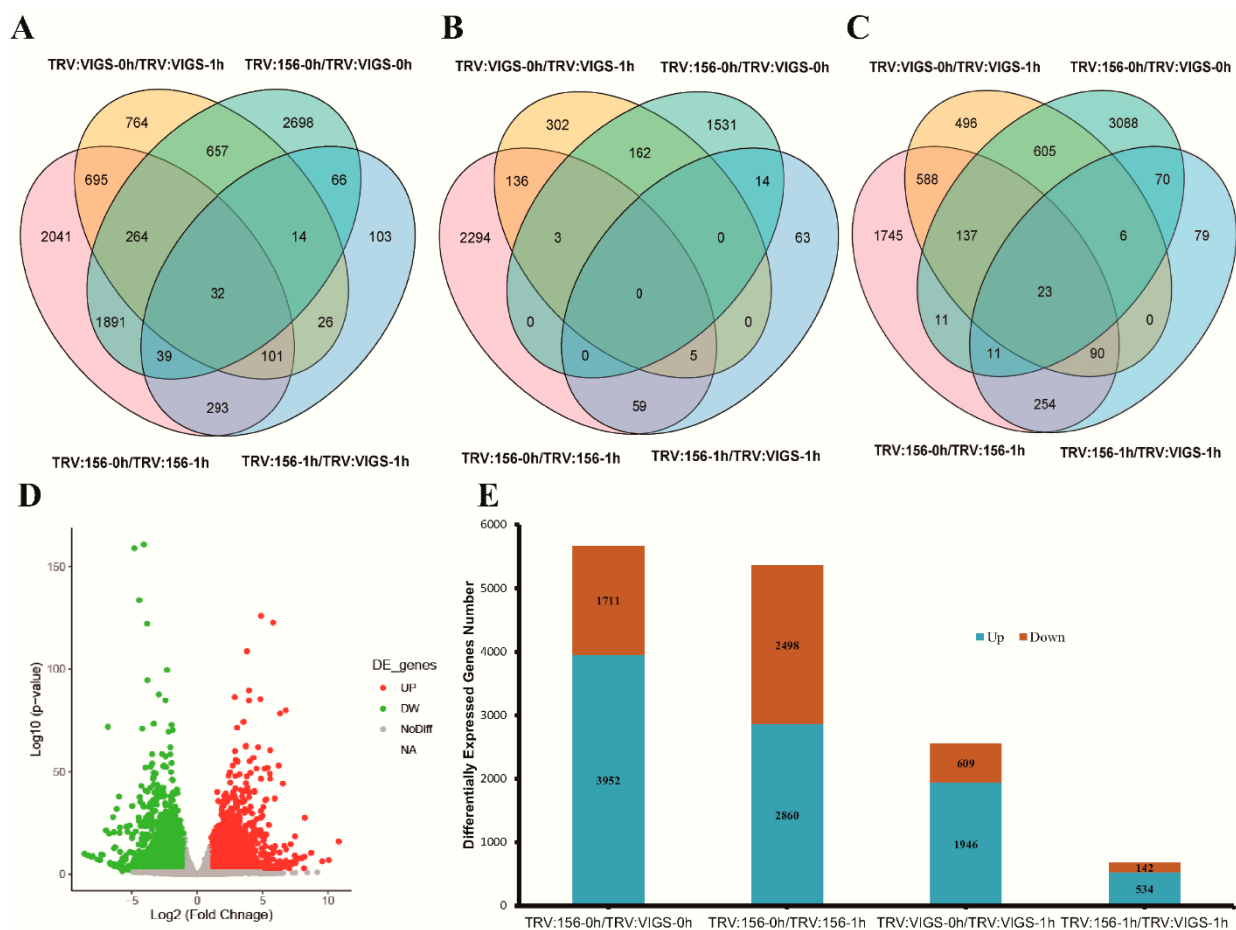 A
B
C
TRV:VIGS-0h/TRV:VIGS-1h TRV:156-0h/TRV:VIGS-0h
TRV:VIGS-0h/TRV:VIGS-1h TRV:156-0h/TRV:VIGS-0h
TRV:VIGS-0h/TRV:VIGS-1h TRV:156-0h/TRV:VIGS-0h
764
2698
657
695
66
2041
264
14
103
32
1891
26
39
101
293
302
1531
162
136
14
2294
3
0
63
0
0
0
0
5
59
496
3088
605
588
70
1745
137
6
79
23
11
0
11
90
254
TRV:156-0h/TRV:156-1h TRV:156-1h/TRV:VIGS-1h
TRV:156-0h/TRV:156-1h TRV:156-1h/TRV:VIGS-1h
TRV:156-0h/TRV:156-1h TRV:156-1h/TRV:VIGS-1h
D
Log10 (p-value)
150
100
50
0
-5
0
5
10
Log2 (Fold Chnage)
DE_genes
UP
DW
NoDiff
NA
E
Differentially Expressed Genes Number
6000
5000
4000
3000
2000
1000
0
1711
3952
2498
2860
609
1946
142
534
Up Down
TRV:156-0h/TRV:VIGS-0h
TRV:156-0h/TRV:156-1h
TRV:VIGS-0h/TRV:VIGS-1h
TRV:156-1h/TRV:VIGS-1h